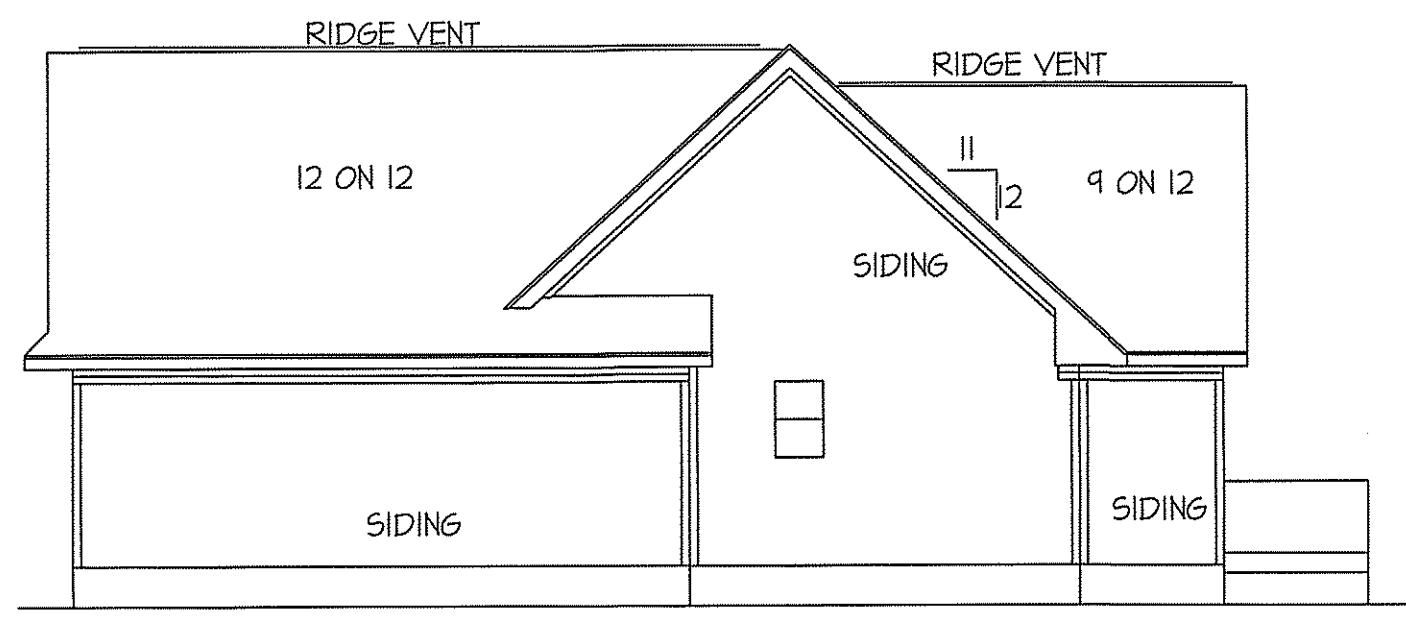 RIDGE VENT
RIDGE VENT
12 ON 12
11
12
9 ON 12
SIDING
SIDING
SIDING